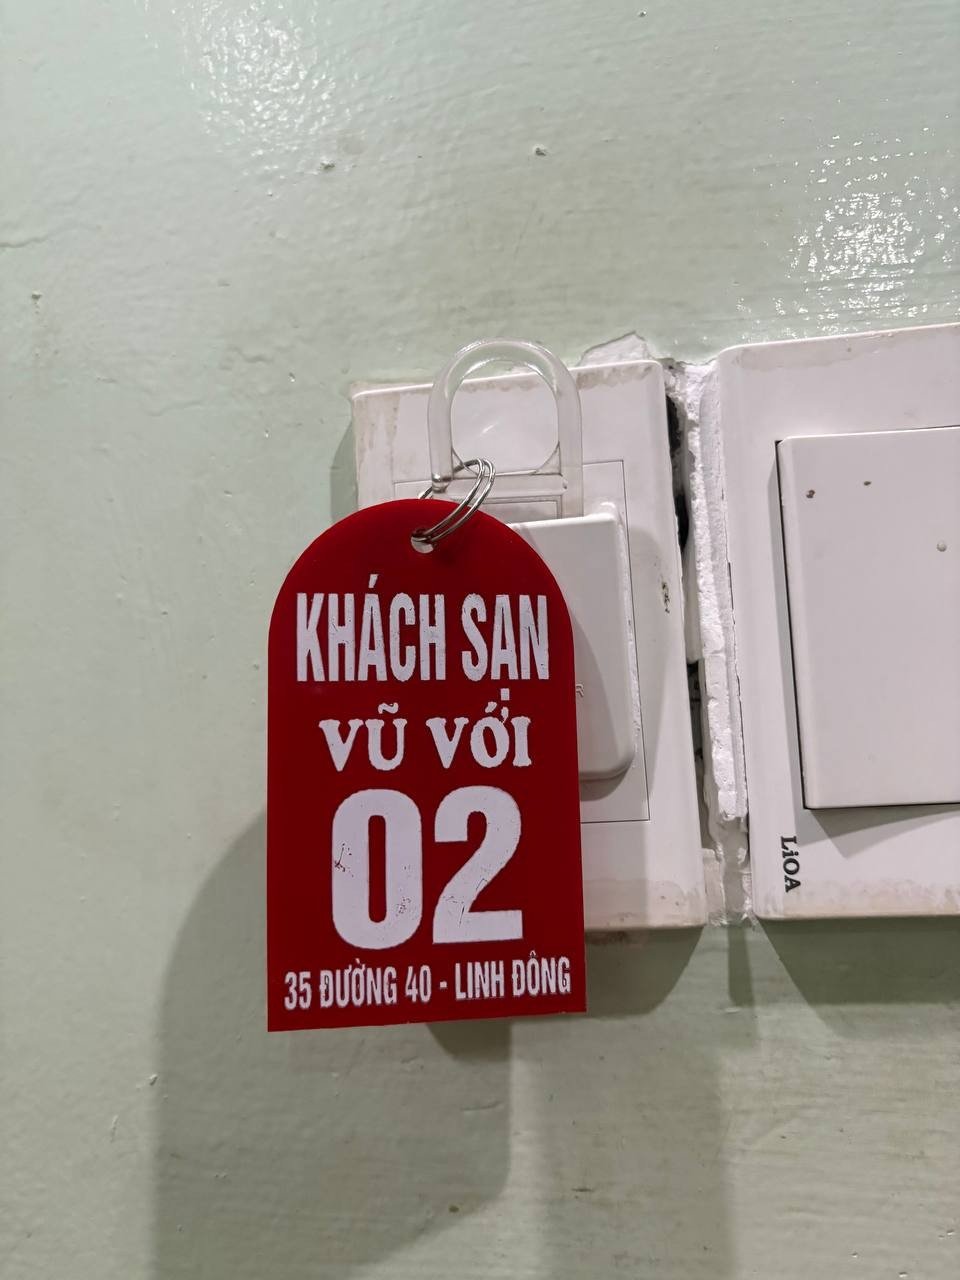 KHÁCH SẠN
VŨ VỚI
02
35 ĐƯỜNG 40 - LINH ĐÔNG
LiOA